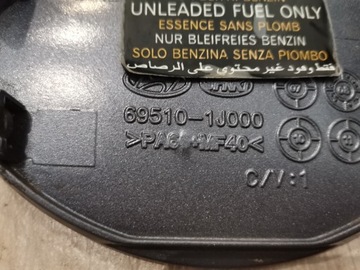 UNLEADED FUEL ONLY
ESSENCE SANS PLOMB
NUR BLEIFREIES BENZIN
SOLO BENZINA SENZA PIOMBO
فقط وقود غير محتوي على الرصاص
69510-1J000
MF40<
C/V:1